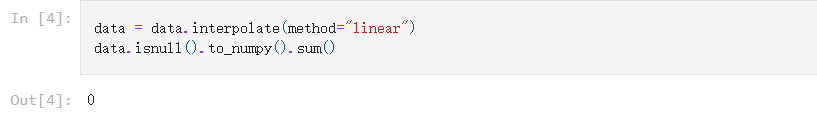 In [4]:
data = data.interpolate(method="linear")
data.isnull().to_numpy().sum()
Out[4]: 0